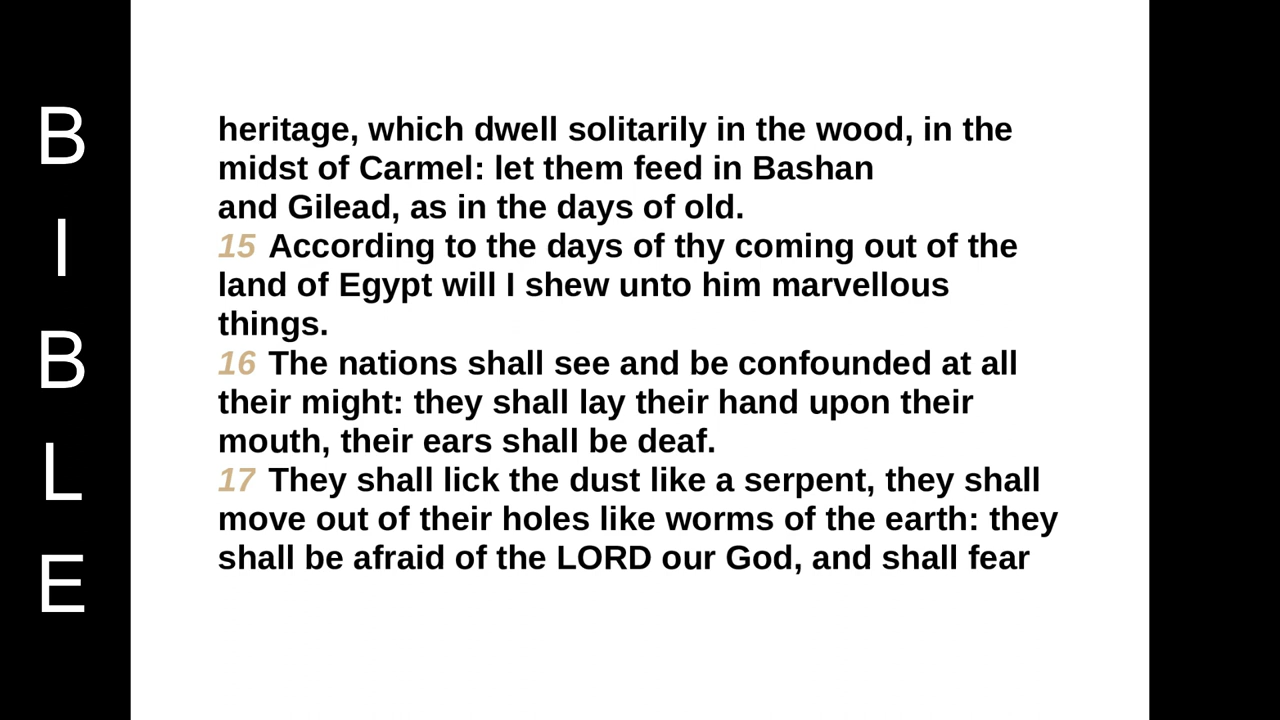 BIBLE
heritage, which dwell solitarily in the wood, in the
midst of Carmel: let them feed in Bashan
and Gilead, as in the days of old.
15 According to the days of thy coming out of the
land of Egypt will I shew unto him marvellous
things.
16 The nations shall see and be confounded at all
their might: they shall lay their hand upon their
mouth, their ears shall be deaf.
17 They shall lick the dust like a serpent, they shall
move out of their holes like worms of the earth: they
shall be afraid of the LORD our God, and shall fear